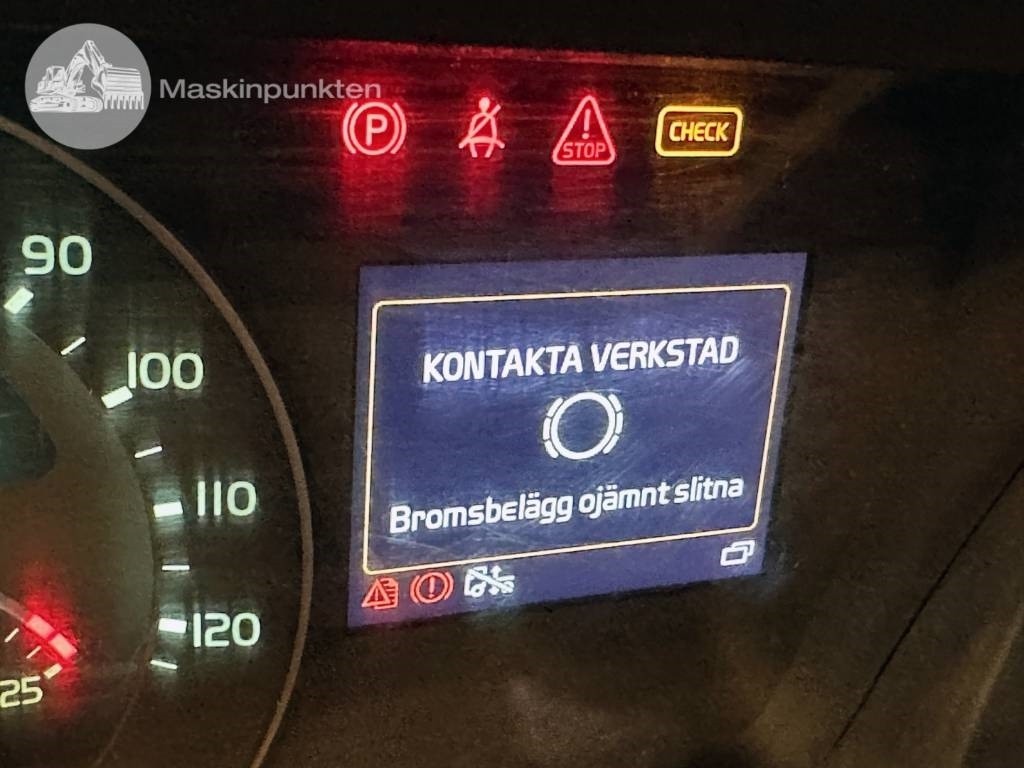 Maskinpunkten
P
STOP
CHECK
90
100
110
120
25
KONTAKTA VERKSTAD
Bromsbelägg ojämnt slitna